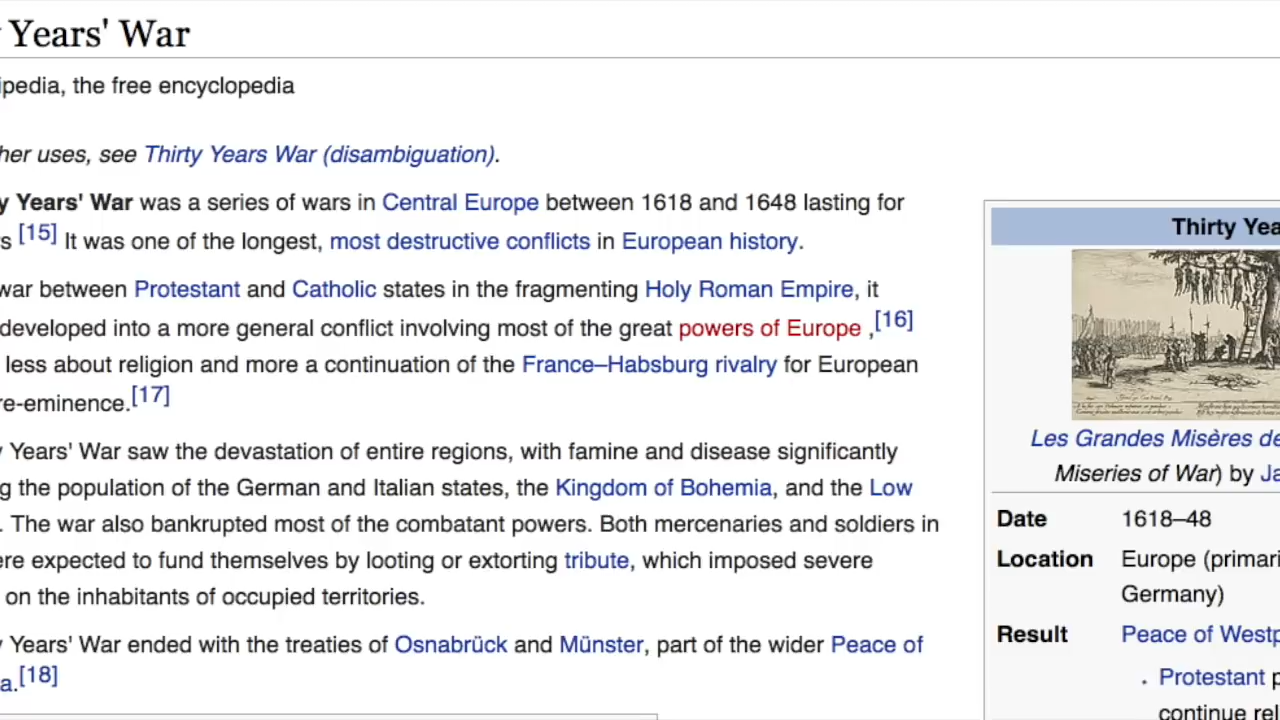 Years' War
ipedia, the free encyclopedia
her uses, see Thirty Years War (disambiguation).
y Years' War was a series of wars in Central Europe between 1618 and 1648 lasting for
s [15] It was one of the longest, most destructive conflicts in European history.
war between Protestant and Catholic states in the fragmenting Holy Roman Empire, it
developed into a more general conflict involving most of the great powers of Europe ,[16]
less about religion and more a continuation of the France–Habsburg rivalry for European
re-eminence.[17]
Years' War saw the devastation of entire regions, with famine and disease significantly
g the population of the German and Italian states, the Kingdom of Bohemia, and the Low
. The war also bankrupted most of the combatant powers. Both mercenaries and soldiers in
ere expected to fund themselves by looting or extorting tribute, which imposed severe
on the inhabitants of occupied territories.
Years' War ended with the treaties of Osnabrück and Münster, part of the wider Peace of
a.[18]
Thirty Yea
Les Grandes Misères de
Miseries of War) by Ja
Date 1618–48
Location Europe (primari
Germany)
Result Peace of Westp
Protestant p
continue rel